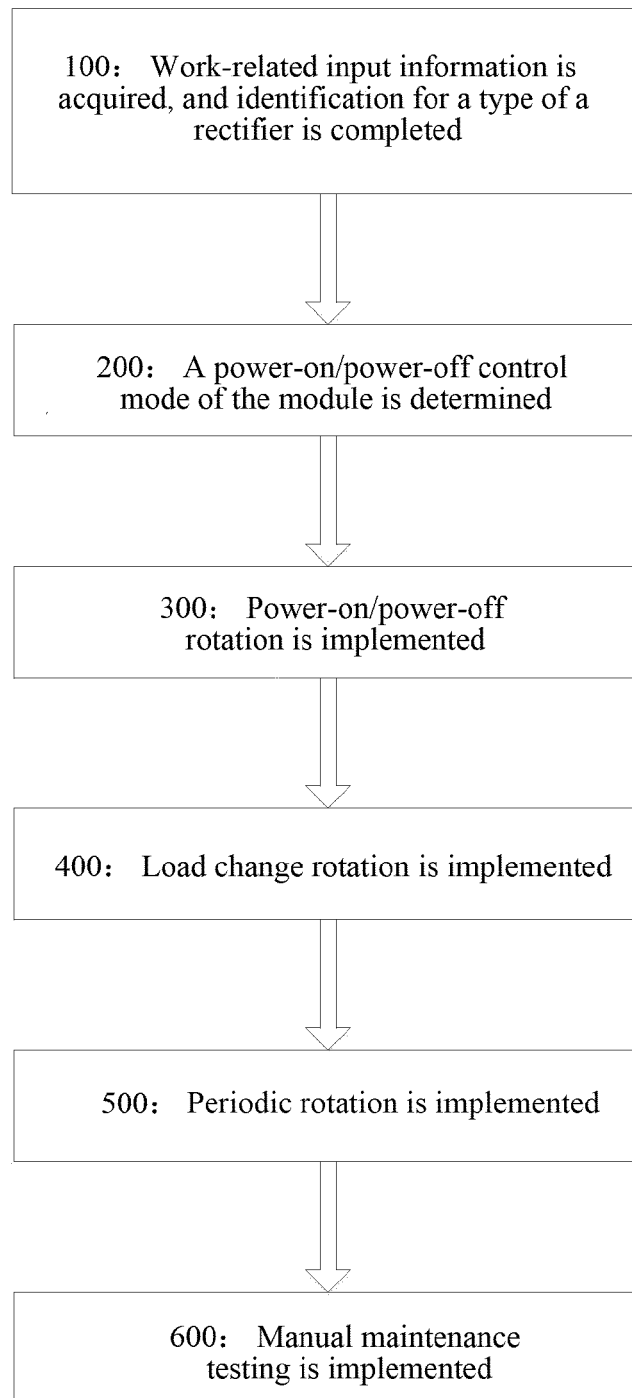 100： Work-related input information is
acquired, and identification for a type of a
rectifier is completed
200： A power-on/power-off control
mode of the module is determined
300： Power-on/power-off
rotation is implemented
400： Load change rotation is implemented
500： Periodic rotation is implemented
600： Manual maintenance
testing is implemented